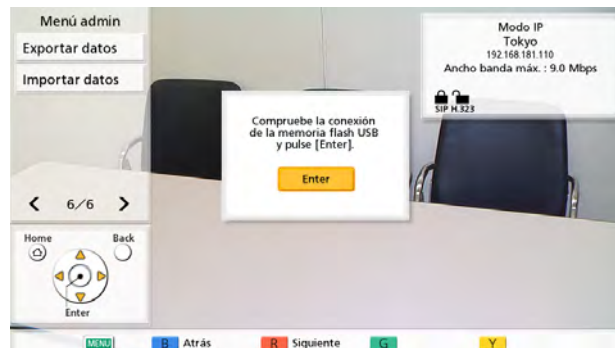 Menú admin
Exportar datos
Importar datos
6/6
Home
Back
Enter
Modo IP
Tokyo
192.168.181.110
Ancho banda máx. : 9.0 Mbps
SIP H.323
Compruebe la conexión
de la memoria flash USB
y pulse [Enter].
Enter
MENU B Atrás R Siguiente G Y